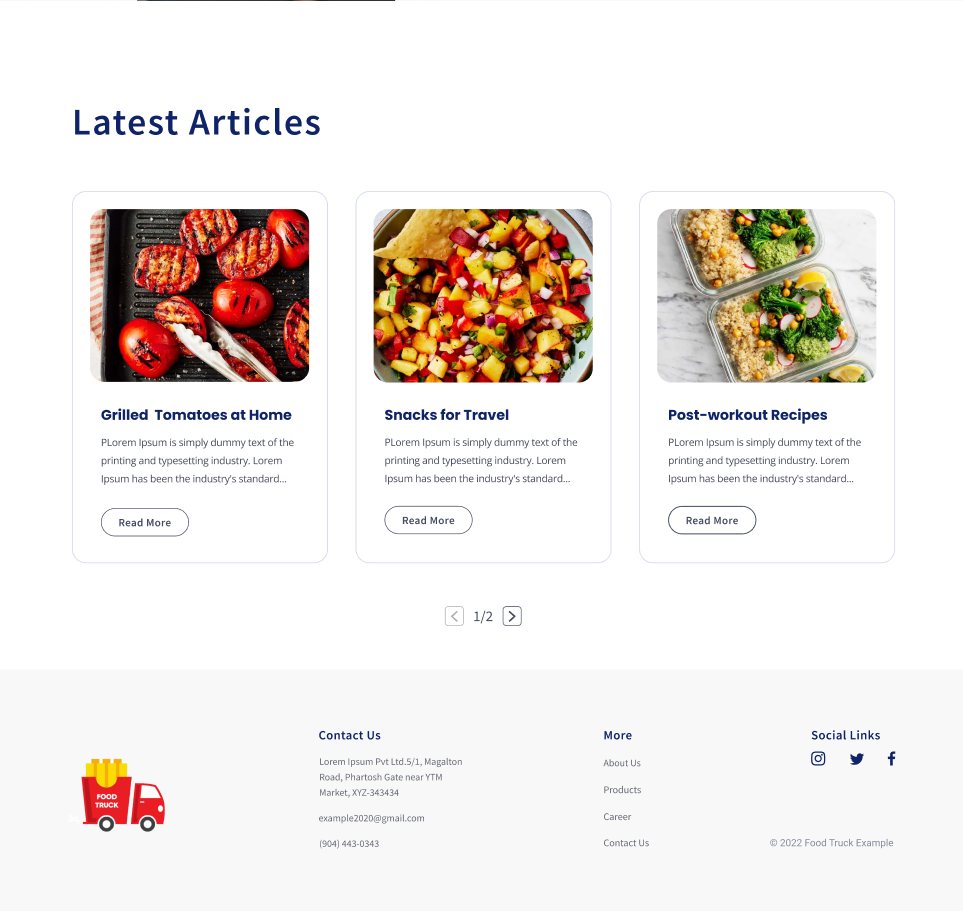 Latest Articles
Grilled  Tomatoes at Home
PLorem Ipsum is simply dummy text of the
printing and typesetting industry. Lorem
Ipsum has been the industry's standard...
Read More
Snacks for Travel
PLorem Ipsum is simply dummy text of the
printing and typesetting industry. Lorem
Ipsum has been the industry's standard...
Read More
Post-workout Recipes
PLorem Ipsum is simply dummy text of the
printing and typesetting industry. Lorem
Ipsum has been the industry's standard...
Read More
1/2
FOOD
TRUCK
Contact Us
Lorem Ipsum Pvt Ltd.5/1, Magalton
Road, Phartosh Gate near YTM
Market, XYZ-343434
example2020@gmail.com
(904) 443-0343
More
About Us
Products
Career
Contact Us
Social Links
© 2022 Food Truck Example